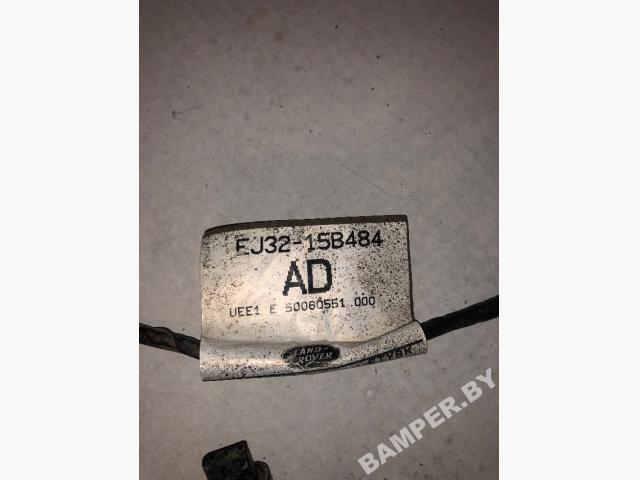 EJ32-15B484
AD
UEE1 E 50060551 000
LAND-
ROVER
BAMPER.BY